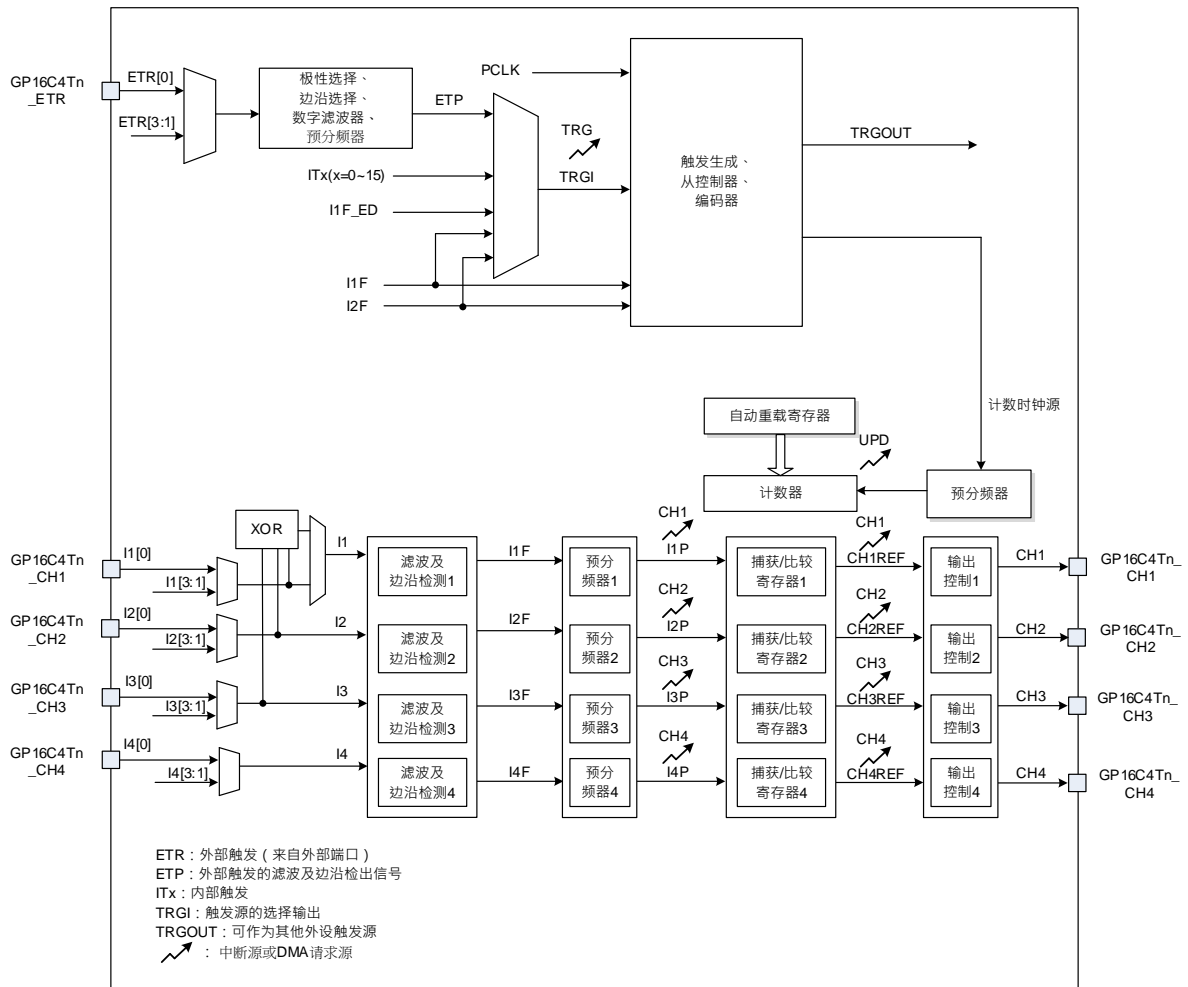 GP16C4Tn
_ETR
ETR[0]
ETR[3:1]
极性选择、
边沿选择、
数字滤波器、
预分频器
ETP
PCLK
ITx(x=0~15)
I1F_ED
I1F
I2F
TRG
TRGI
触发生成、
从控制器、
编码器
TRGOUT
计数时钟源
自动重载寄存器
UPD
计数器
预分频器
XOR
GP16C4Tn
_CH1
I1[0]
I1[3:1]
I1
滤波及
边沿检测1
I1F
预分
频器1
CH1
I1P
捕获/比较
寄存器1
CH1
CH1REF
输出
控制1
CH1
GP16C4Tn_
CH1
GP16C4Tn
_CH2
I2[0]
I2[3:1]
I2
滤波及
边沿检测2
I2F
预分
频器2
CH2
I2P
捕获/比较
寄存器2
CH2
CH2REF
输出
控制2
CH2
GP16C4Tn_
CH2
GP16C4Tn
_CH3
I3[0]
I3[3:1]
I3
滤波及
边沿检测3
I3F
预分
频器3
CH3
I3P
捕获/比较
寄存器3
CH3
CH3REF
输出
控制3
CH3
GP16C4Tn_
CH3
GP16C4Tn
_CH4
I4[0]
I4[3:1]
I4
滤波及
边沿检测4
I4F
预分
频器4
CH4
I4P
捕获/比较
寄存器4
CH4
CH4REF
输出
控制4
CH4
GP16C4Tn_
CH4
ETR：外部触发（来自外部端口）
ETP：外部触发的滤波及边沿检出信号
ITx：内部触发
TRGI：触发源的选择输出
TRGOUT：可作为其他外设触发源
：中断源或DMA请求源